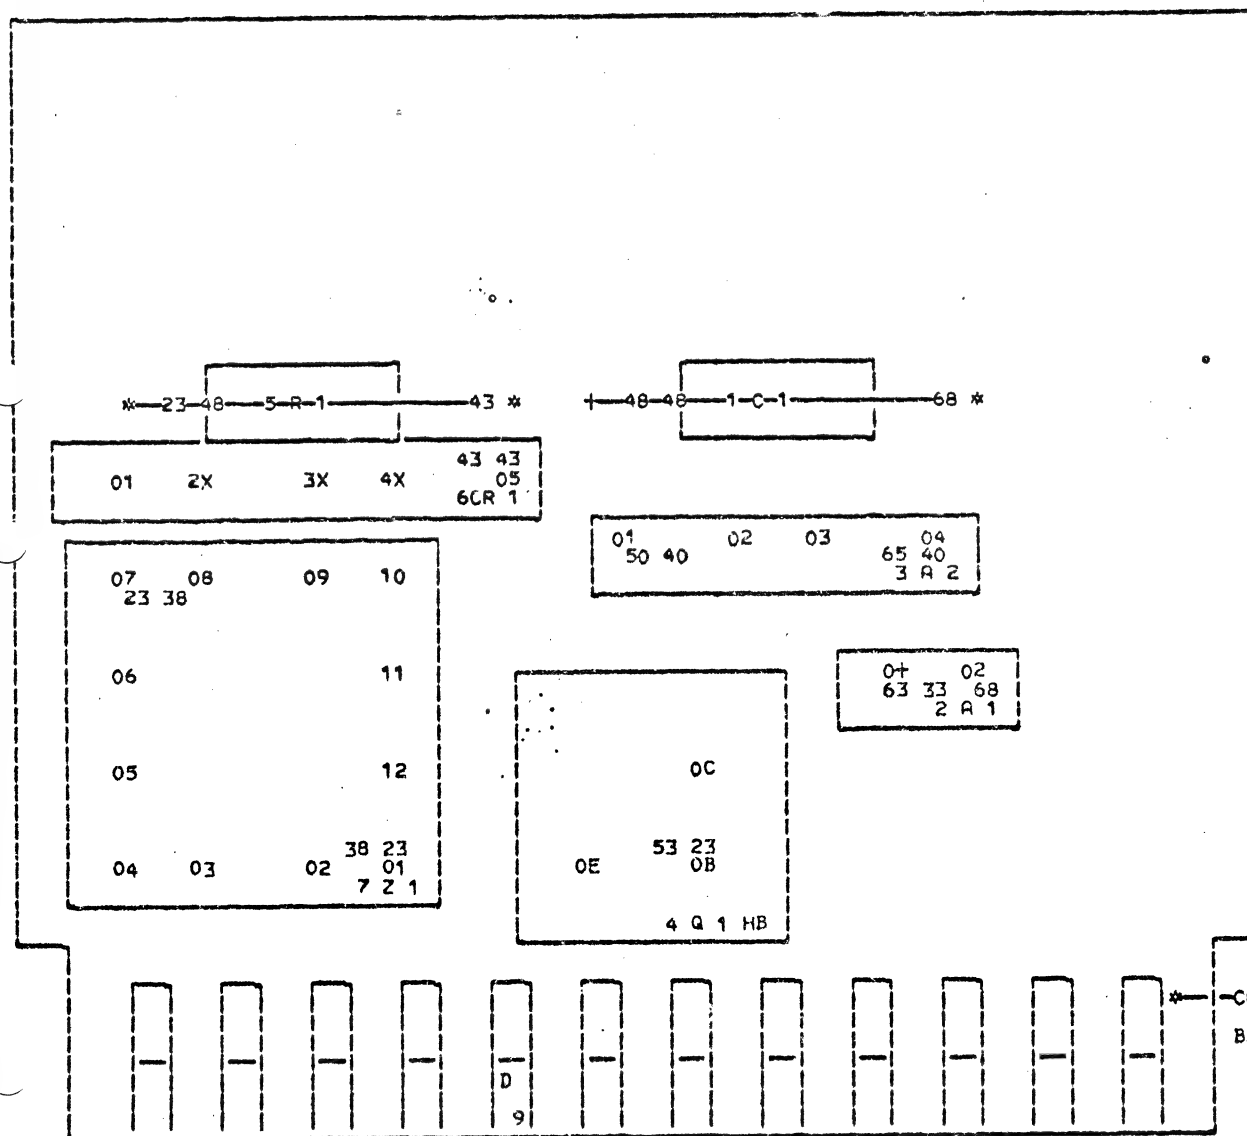 *—23—48—5—R—1—43 *
+—48—48—1—C—1—68 *
43 43
01 2X 3X 4X 05
6CR 1
01 02 03 04
50 40 65 40
3 A 2
07 08 09 10
23 38
06 11
0+ 02
63 33 68
2 A 1
05 12
0C
38 23
04 03 02 01
7 Z 1
53 23
0E 0B
4 Q 1 HB
*— —C
B
D
9